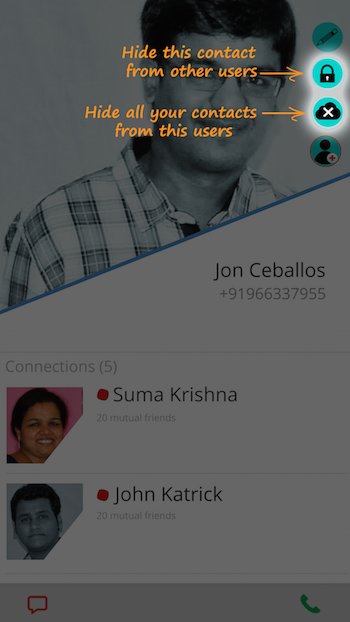 Hide this contact
from other users
Hide all your contacts
from this users
Jon Ceballos
+91966337955
Connections (5)
Suma Krishna
20 mutual friends
John Katrick
20 mutual friends